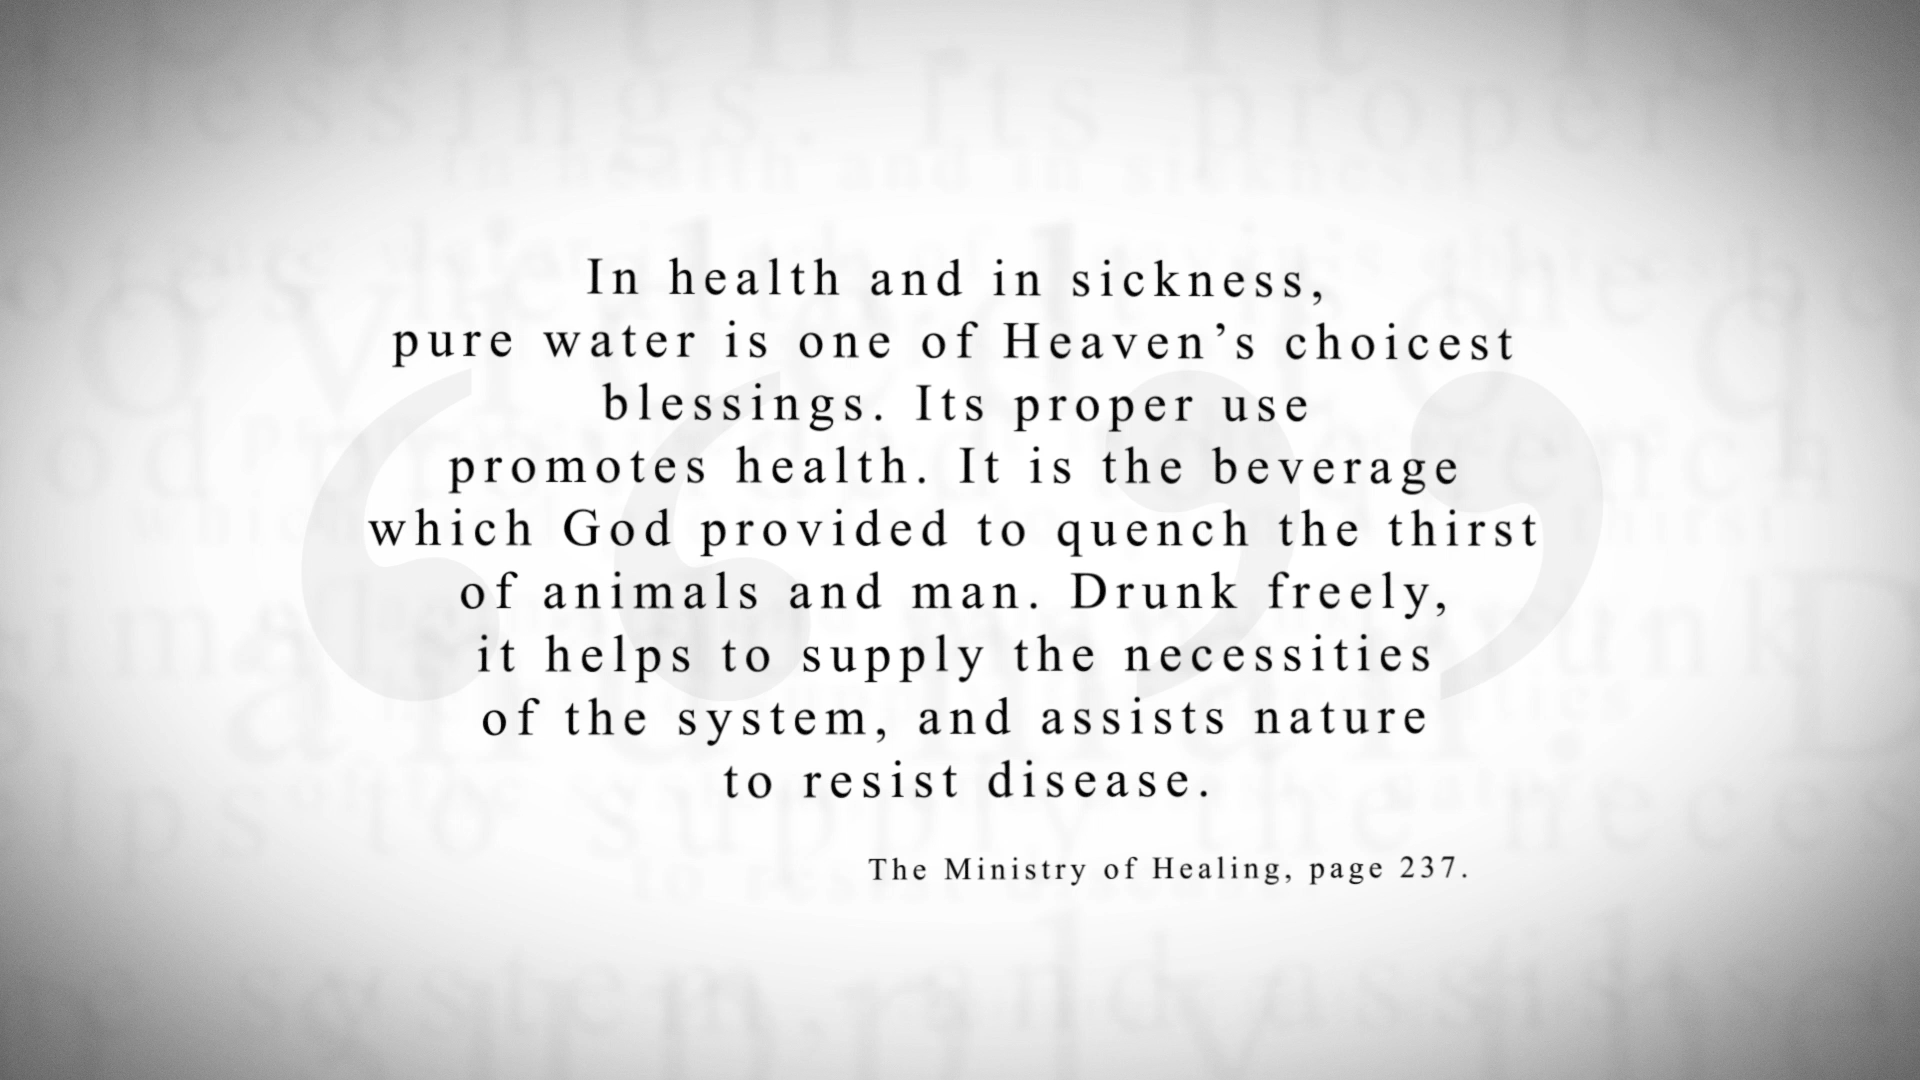 In health and in sickness,
pure water is one of Heaven’s choicest
blessings. Its proper use
promotes health. It is the beverage
which God provided to quench the thirst
of animals and man. Drunk freely,
it helps to supply the necessities
of the system, and assists nature
to resist disease.
The Ministry of Healing, page 237.